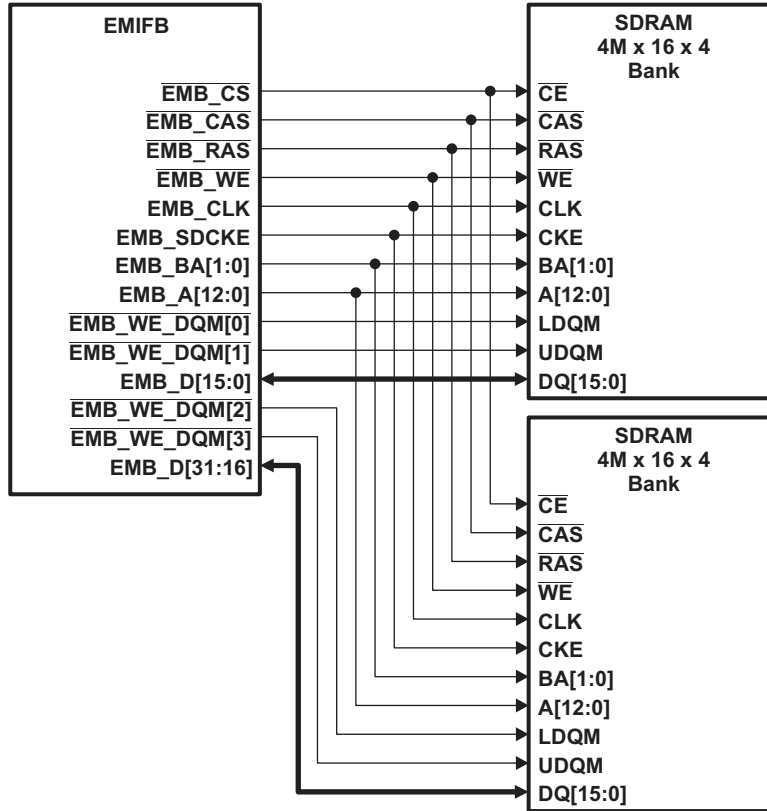 EMIFB
EMB_CS
EMB_CAS
EMB_RAS
EMB_WE
EMB_CLK
EMB_SDCKE
EMB_BA[1:0]
EMB_A[12:0]
EMB_WE_DQM[0]
EMB_WE_DQM[1]
EMB_D[15:0]
EMB_WE_DQM[2]
EMB_WE_DQM[3]
EMB_D[31:16]
SDRAM
4M x 16 x 4
Bank
CE
CAS
RAS
WE
CLK
CKE
BA[1:0]
A[12:0]
LDQM
UDQM
DQ[15:0]
SDRAM
4M x 16 x 4
Bank
CE
CAS
RAS
WE
CLK
CKE
BA[1:0]
A[12:0]
LDQM
UDQM
DQ[15:0]